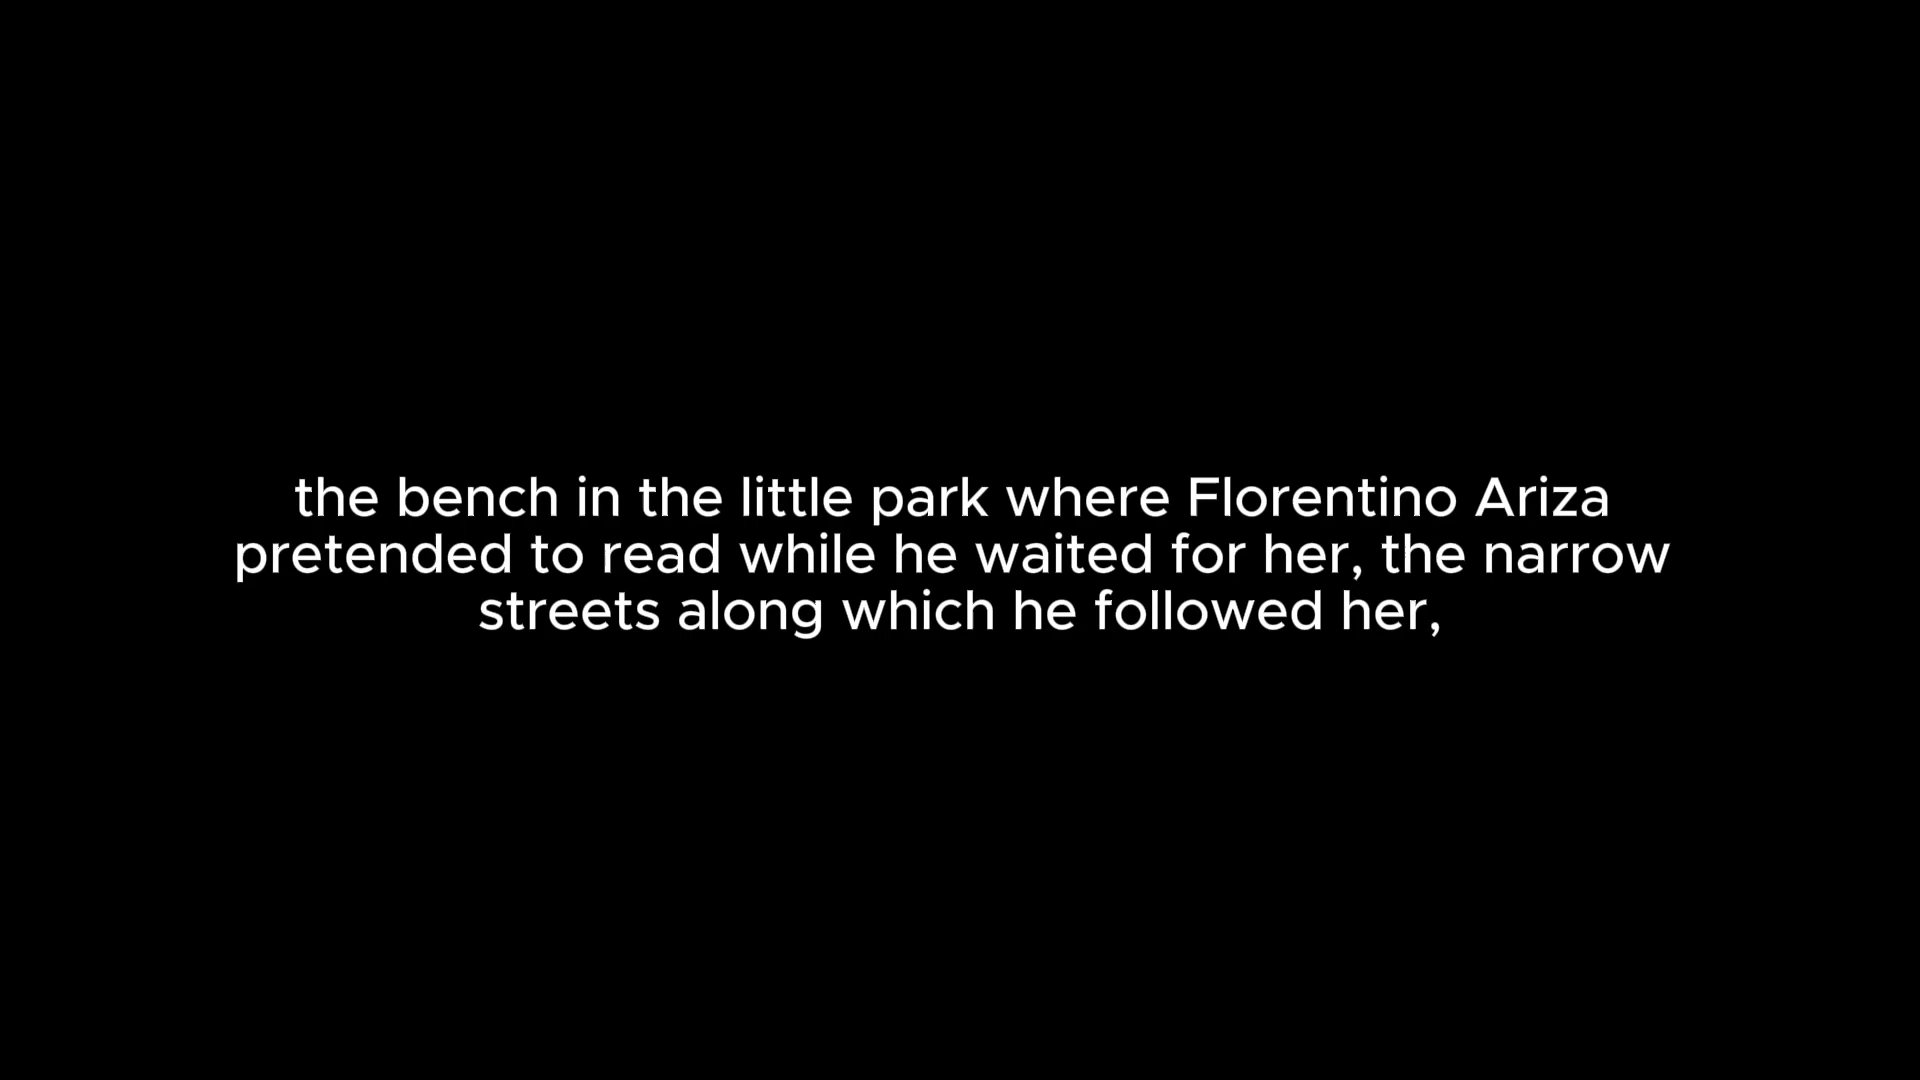 the bench in the little park where Florentino Ariza
pretended to read while he waited for her, the narrow
streets along which he followed her,